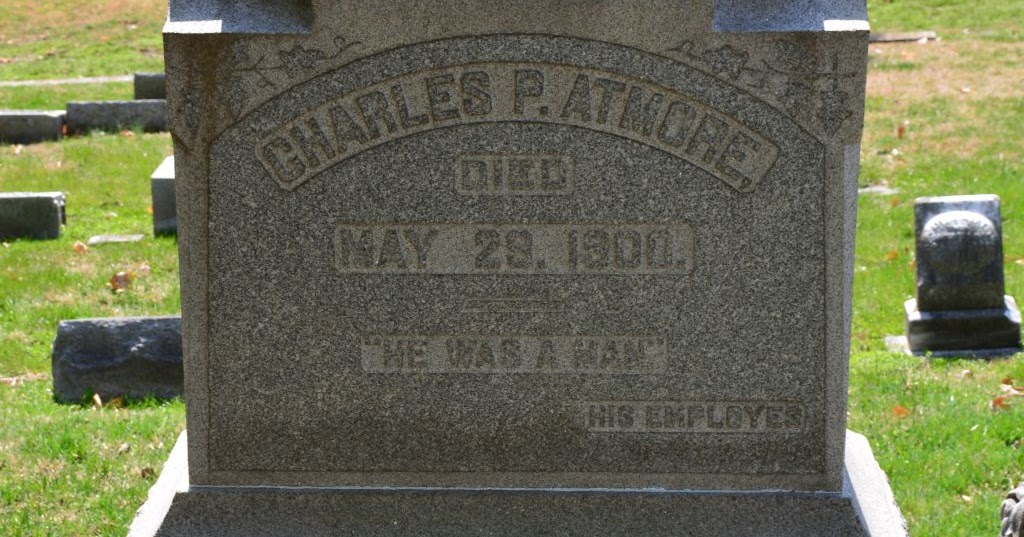 CHARLES P. ATMORE,
DIED
MAY 29. 1900.
"HE WAS A MAN"
HIS EMPLOYES